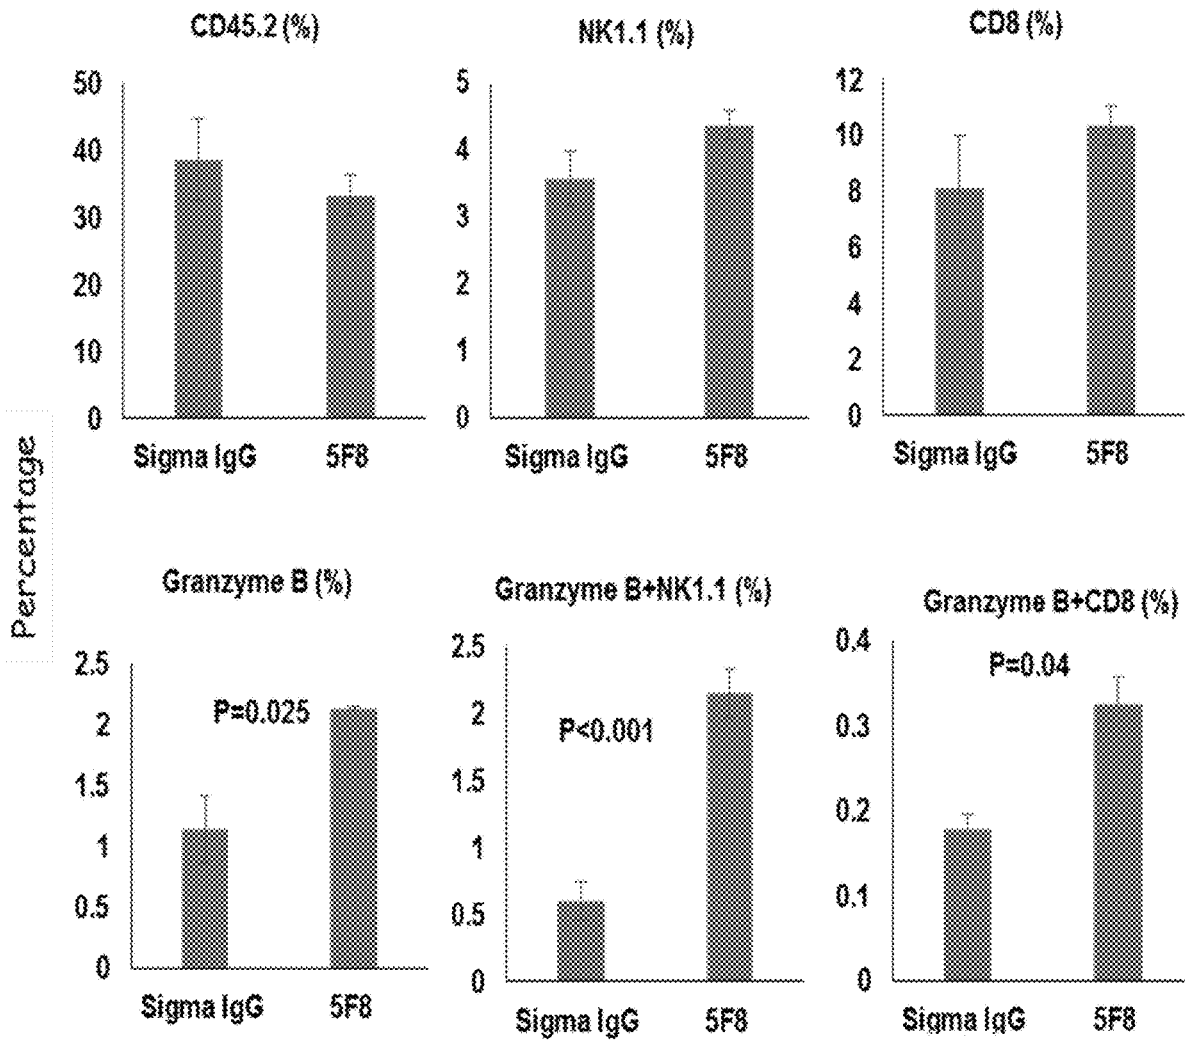 CD45.2 (%)
50
40
30
20
10
0
Sigma IgG 5F8
NK1.1 (%)
5
4
3
2
1
0
Sigma IgG 5F8
CD8 (%)
12
10
8
6
4
2
0
Sigma IgG 5F8
Percentage
Granzyme B (%)
2.5
2
1.5
1
0.5
0
P=0.025
Sigma IgG 5F8
Granzyme B+NK1.1 (%)
2.5
2
1.5
1
0.5
0
P<0.001
Sigma IgG 5F8
Granzyme B+CD8 (%)
0.4
0.3
0.2
0.1
0
P=0.04
Sigma IgG 5F8